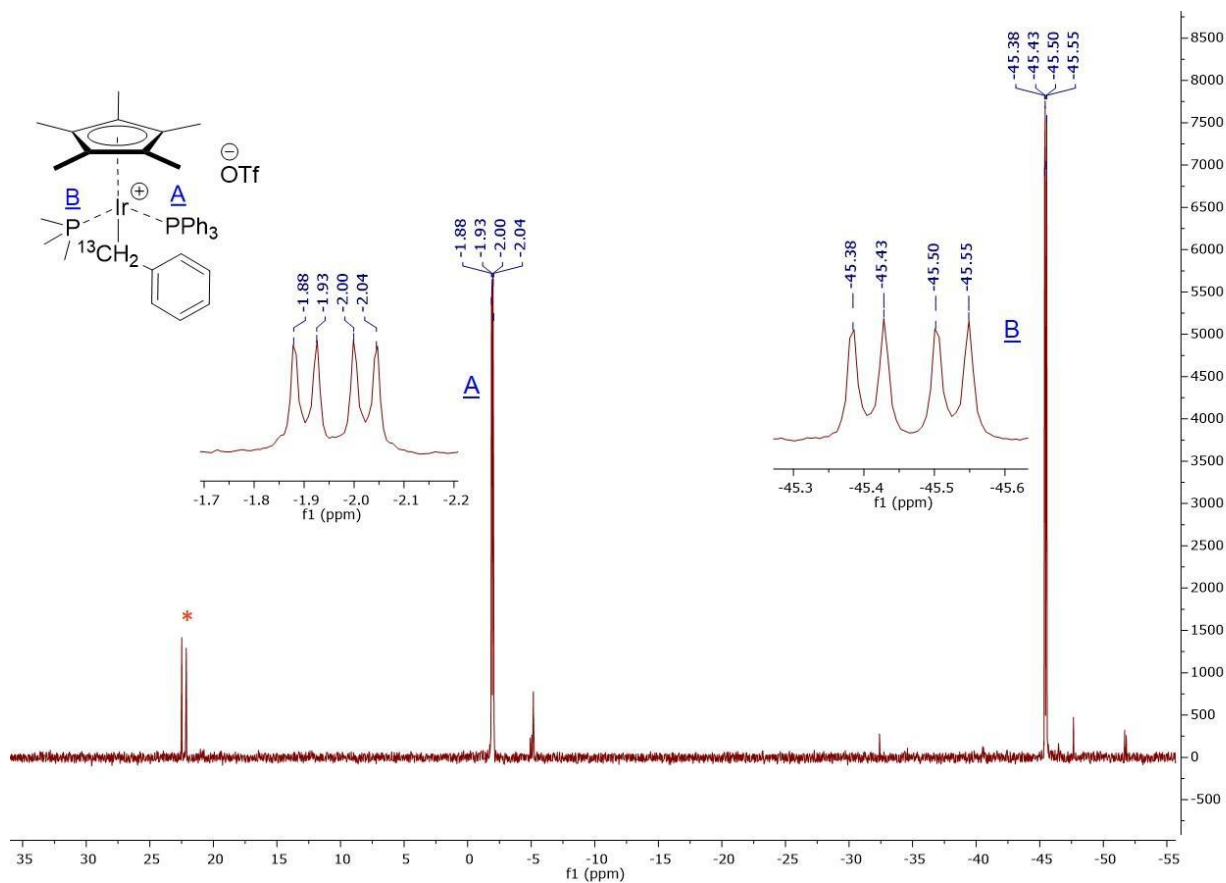 -45.38
-45.43
-45.50
-45.55
8500
8000
7500
7000
6500
6000
5500
5000
4500
4000
3500
3000
2500
2000
1500
1000
500
0
-500
⊖
OTf
B
Ir
⊕
A
P
PPh3
13CH2
-1.88
-1.93
-2.00
-2.04
-1.88
-1.93
-2.00
-2.04
A
-1.7 -1.8 -1.9 -2.0 -2.1 -2.2
f1 (ppm)
-45.38
-45.43
-45.50
-45.55
B
-45.3 -45.4 -45.5 -45.6
f1 (ppm)
*
35 30 25 20 15 10 5 0 -5 -10 -15 -20 -25 -30 -35 -40 -45 -50 -55
f1 (ppm)